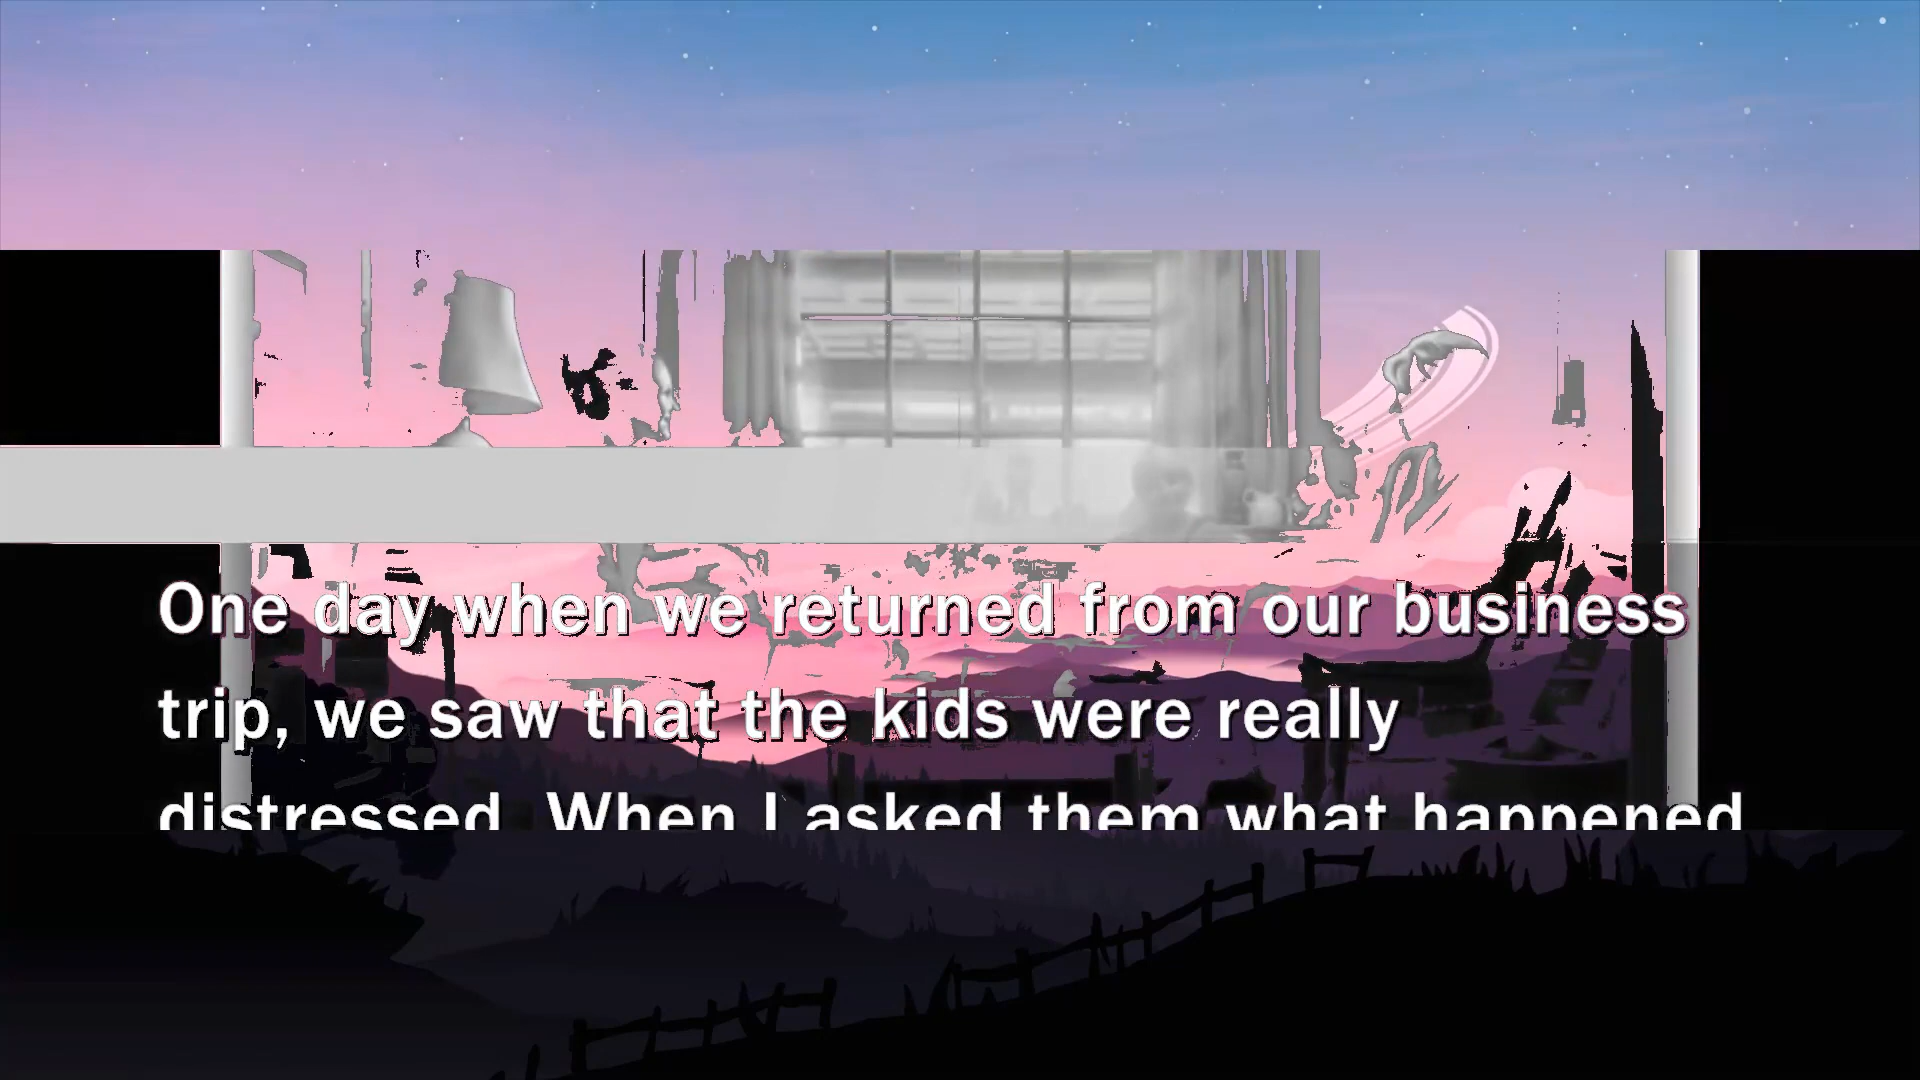 One day when we returned from our business
trip, we saw that the kids were really
distressed. When I asked them what happened